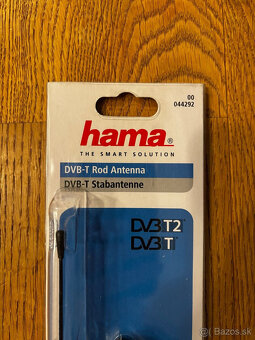 00
044292
hama®
THE SMART SOLUTION
DVB-T Rod Antenna
DVB-T Stabantenne
DVB T2
DVB T
bazos.sk